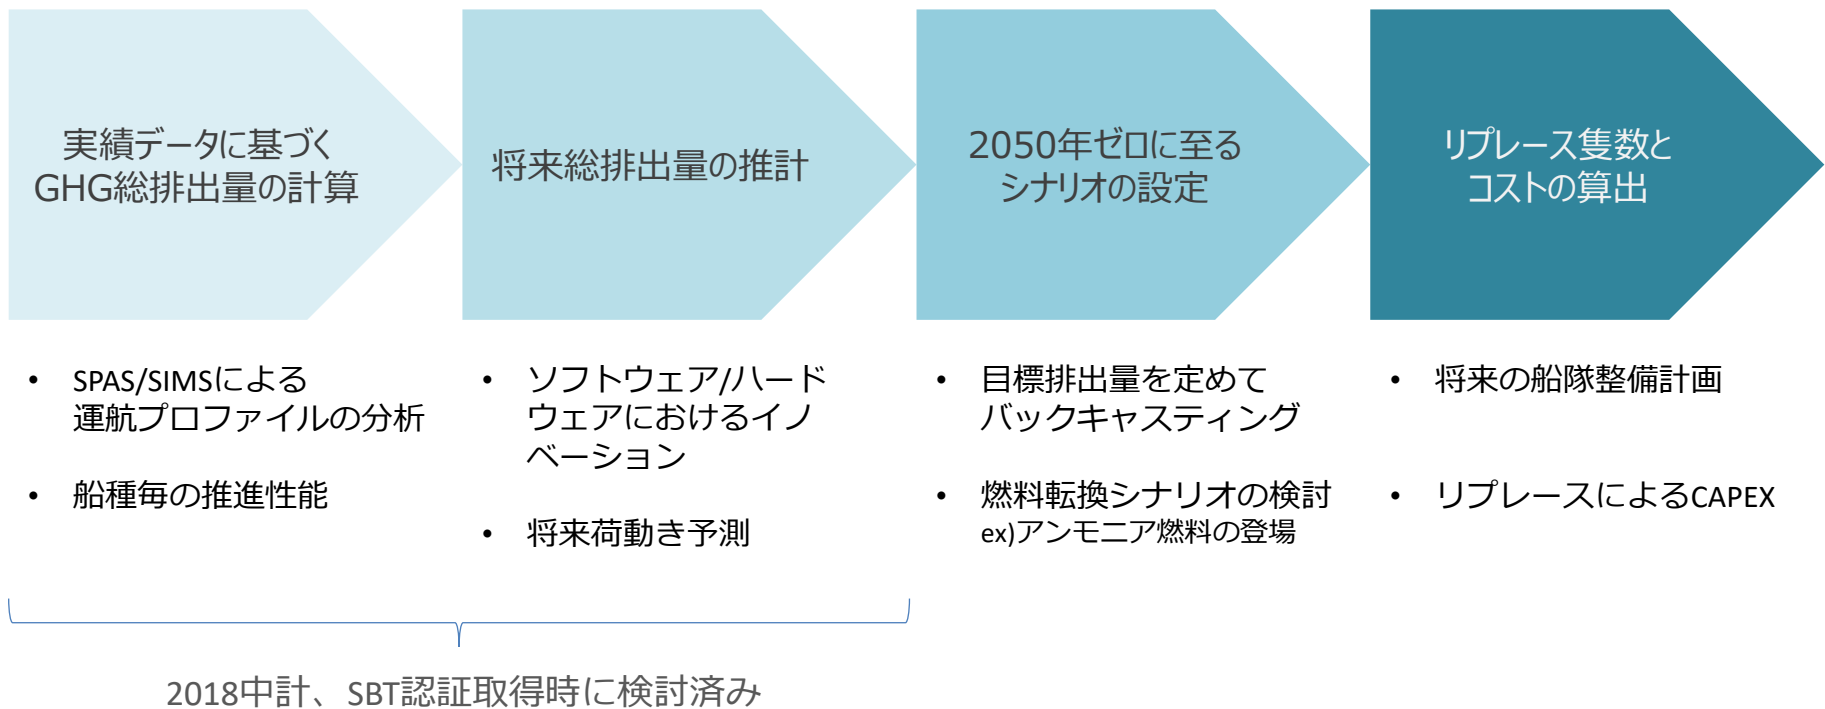 実績データに基づく
GHG総排出量の計算
将来総排出量の推計
2050年ゼロに至る
シナリオの設定
リプレース隻数と
コストの算出
• SPAS/SIMSによる
運航プロファイルの分析
• 船種毎の推進性能
• ソフトウェア/ハード
ウェアにおけるイノ
ベーション
• 将来荷動き予測
• 目標排出量を定めて
バックキャスティング
• 燃料転換シナリオの検討
ex)アンモニア燃料の登場
• 将来の船隊整備計画
• リプレースによるCAPEX
2018中計、SBT認証取得時に検討済み